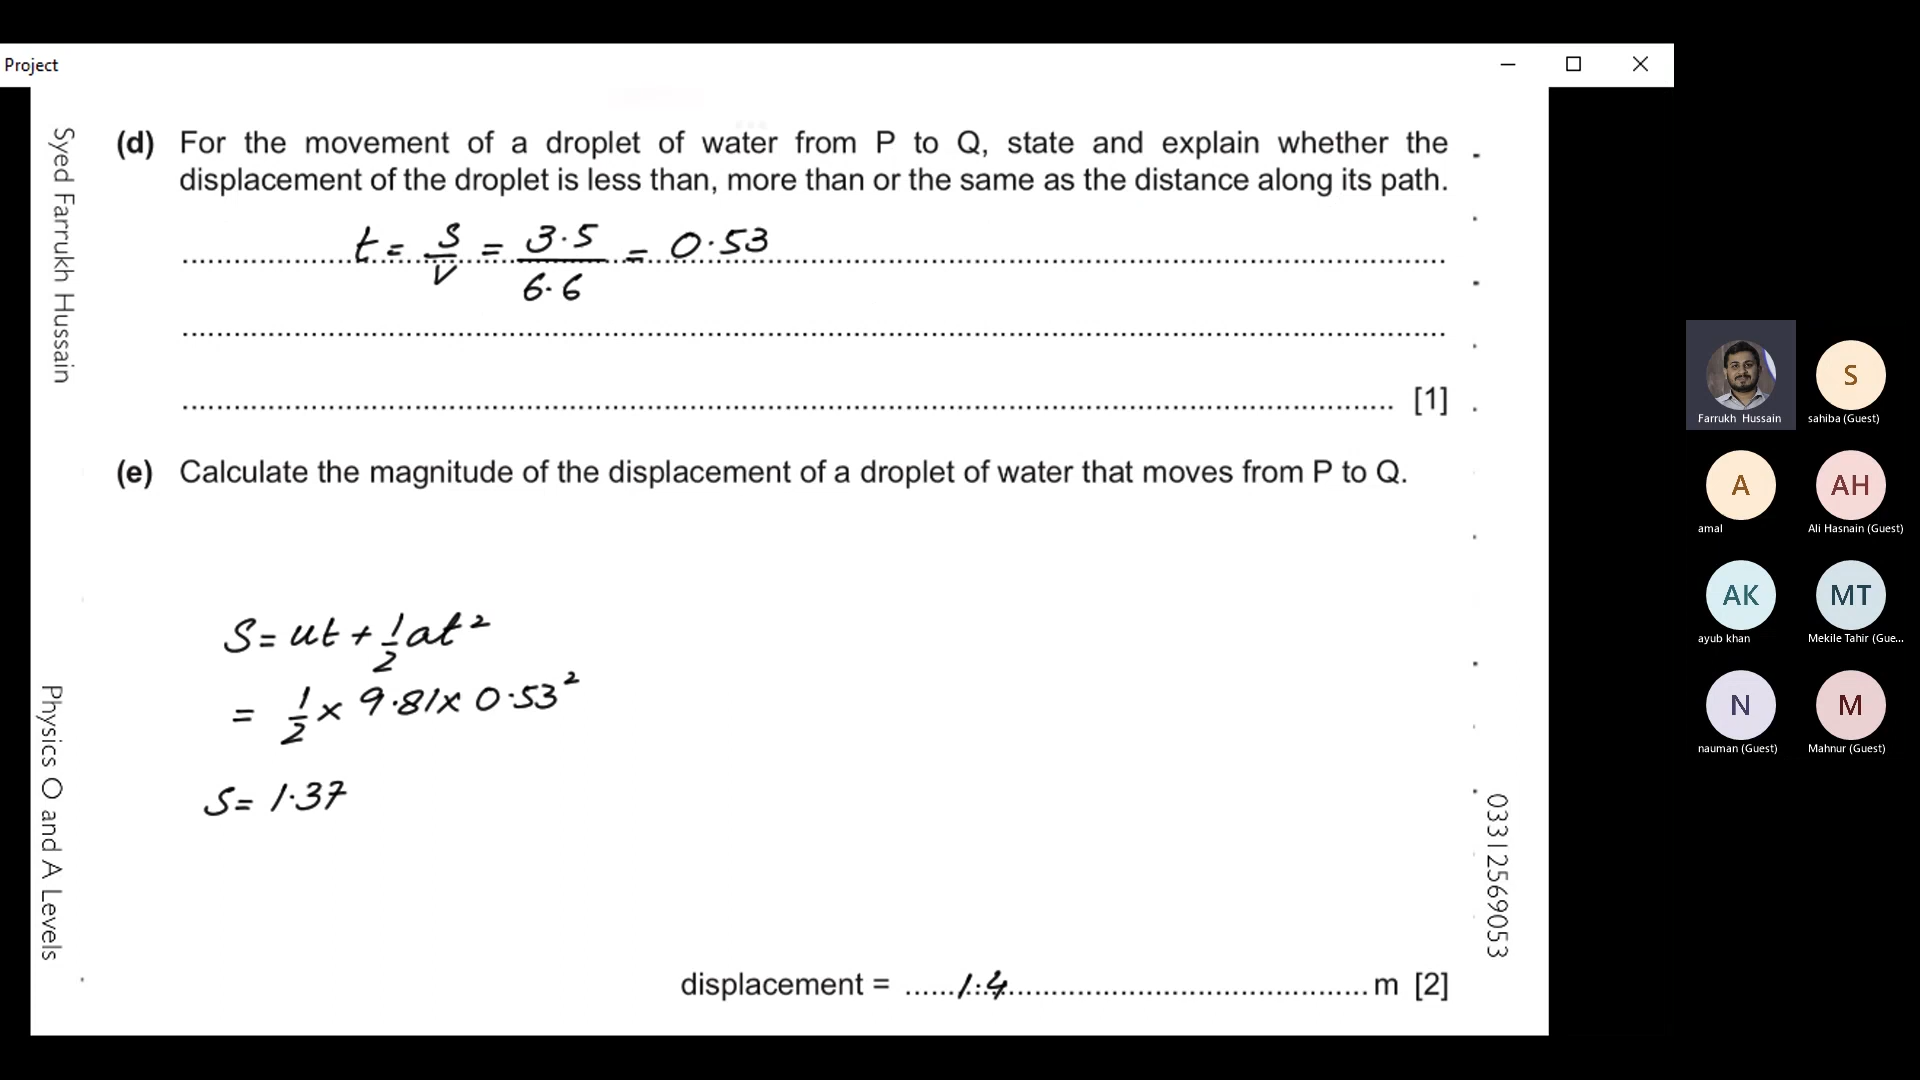 Project
Syed Farrukh Hussain
(d) For the movement of a droplet of water from P to Q, state and explain whether the
displacement of the droplet is less than, more than or the same as the distance along its path.
t = S/V = 3.5/6.6 = 0.53
[1]
(e) Calculate the magnitude of the displacement of a droplet of water that moves from P to Q.
S = ut + 1/2 at²
= 1/2 × 9.81 × 0.53²
S = 1.37
displacement = ......1.4...... m [2]
Physics O and A Levels
03312569053
Farrukh Hussain
S
sahiba (Guest)
A
amal
AH
Ali Hasnain (Guest)
AK
ayub khan
MT
Mekile Tahir (Gue...
N
nauman (Guest)
M
Mahnur (Guest)